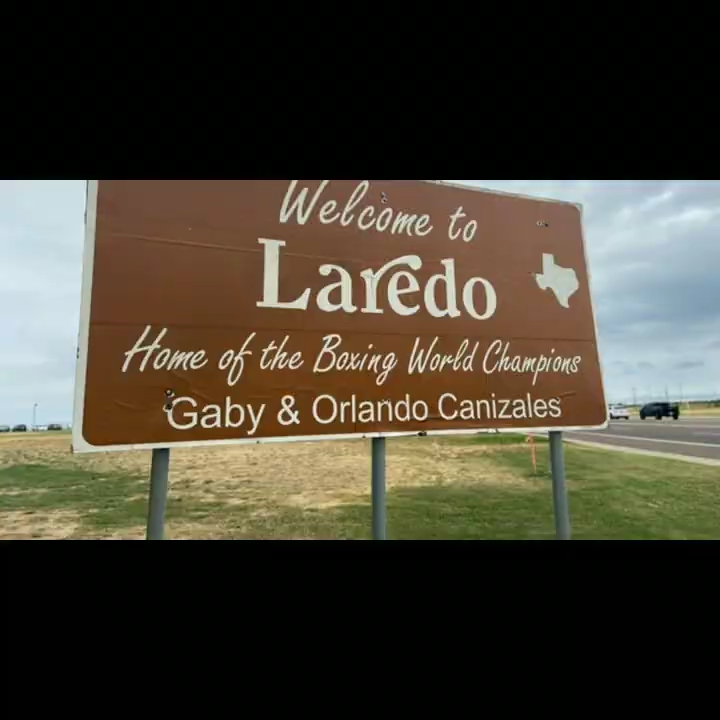 Welcome to
Laredo
Home of the Boxing World Champions
Gaby & Orlando Canizales